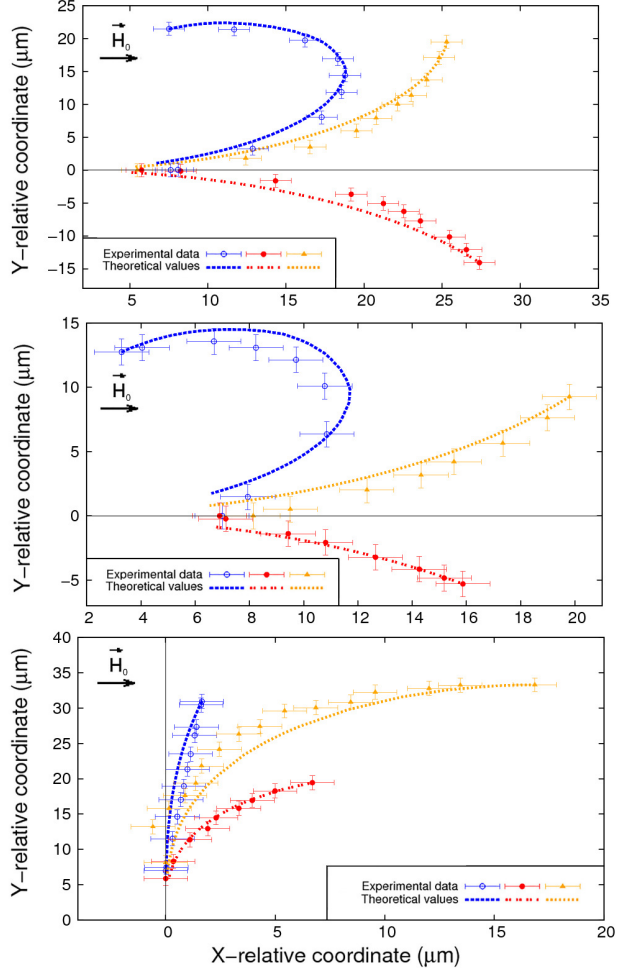 25
20
15
10
5
0
−5
−10
−15
Y−relative coordinate (μm)
H₀
Experimental data
Theoretical values
5 10 15 20 25 30 35
15
10
5
0
−5
Y−relative coordinate (μm)
H₀
Experimental data
Theoretical values
2 4 6 8 10 12 14 16 18 20
40
35
30
25
20
15
10
5
0
Y−relative coordinate (μm)
H₀
Experimental data
Theoretical values
0 5 10 15 20
X−relative coordinate (μm)